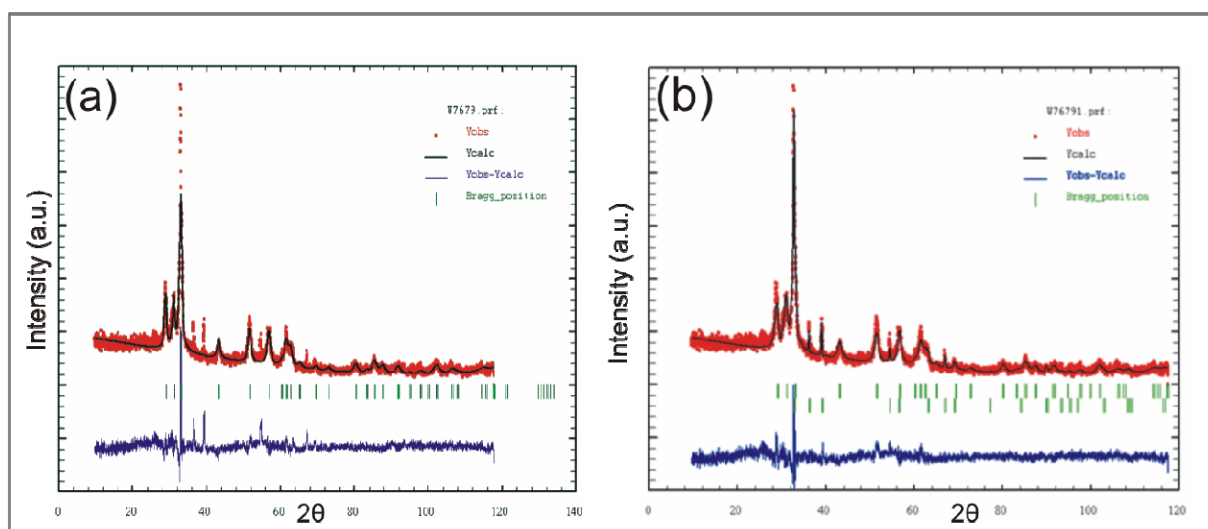 (a)
W7679.prf:
Yobs
Ycalc
Yobs-Ycalc
Bragg_position
Intensity (a.u.)
0 20 40 60 80 100 120 140
2θ
(b)
W76791.prf:
Yobs
Ycalc
Yobs-Ycalc
Bragg_position
Intensity (a.u.)
0 20 40 60 80 100 120
2θ